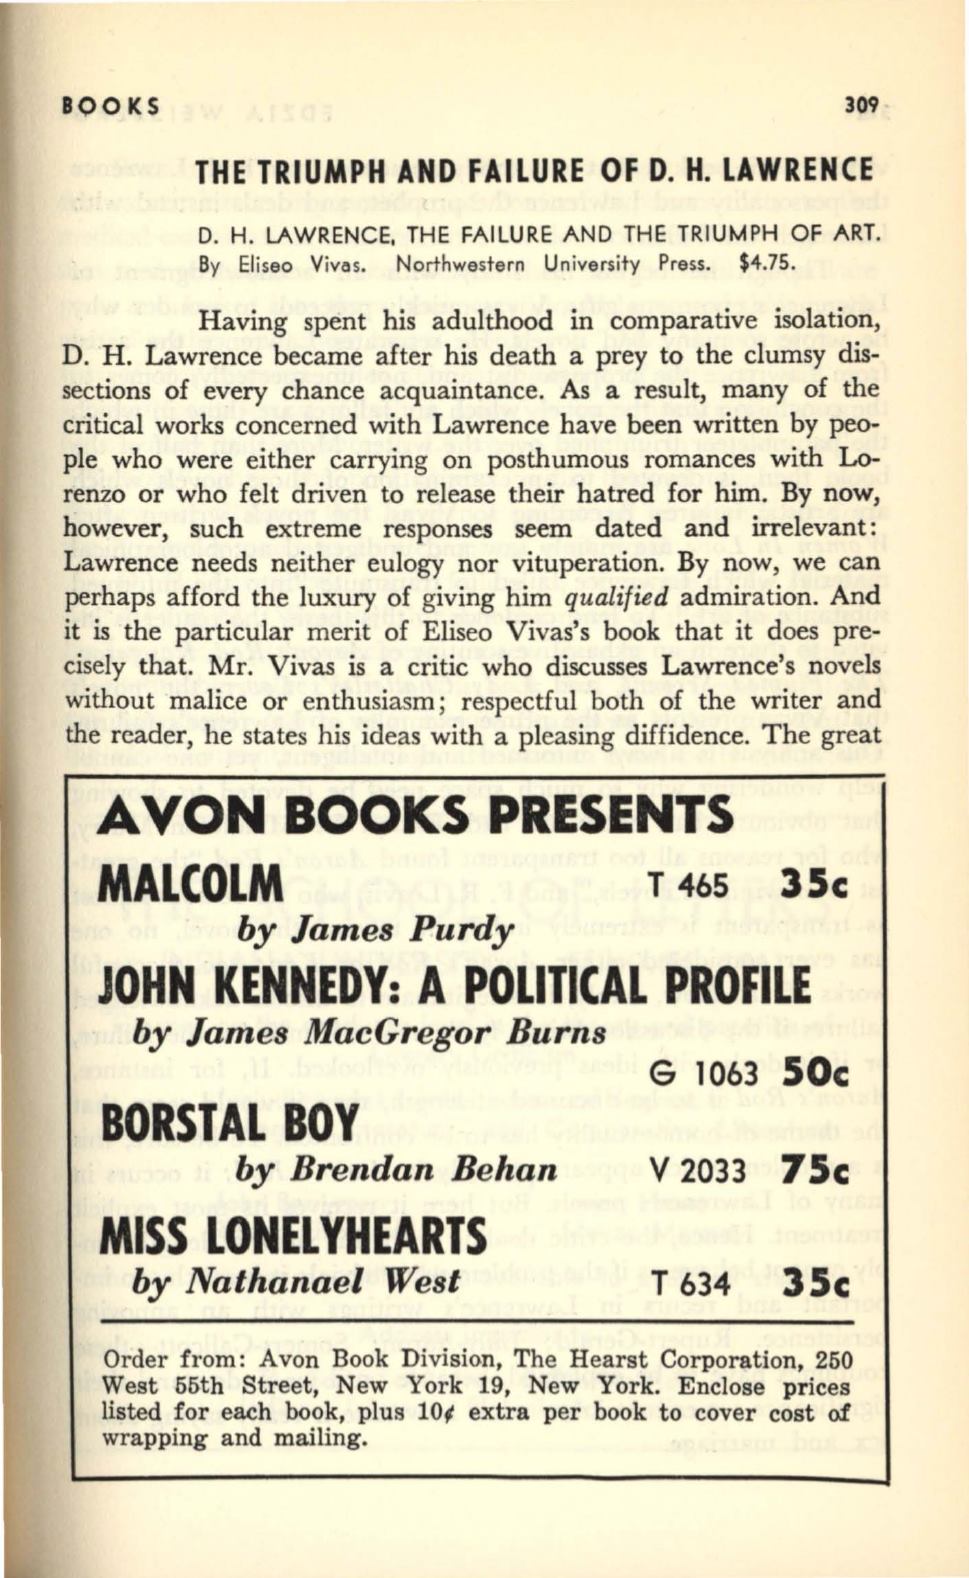 BOOKS 309
THE TRIUMPH AND FAILURE OF D. H. LAWRENCE
D. H. LAWRENCE, THE FAILURE AND THE TRIUMPH OF ART.
By Eliseo Vivas. Northwestern University Press. $4.75.
Having spent his adulthood in comparative isolation,
D. H. Lawrence became after his death a prey to the clumsy dis-
sections of every chance acquaintance. As a result, many of the
critical works concerned with Lawrence have been written by peo-
ple who were either carrying on posthumous romances with Lo-
renzo or who felt driven to release their hatred for him. By now,
however, such extreme responses seem dated and irrelevant:
Lawrence needs neither eulogy nor vituperation. By now, we can
perhaps afford the luxury of giving him qualified admiration. And
it is the particular merit of Eliseo Vivas's book that it does pre-
cisely that. Mr. Vivas is a critic who discusses Lawrence's novels
without malice or enthusiasm; respectful both of the writer and
the reader, he states his ideas with a pleasing diffidence. The great
AVON BOOKS PRESENTS
MALCOLM T 465 35c
by James Purdy
JOHN KENNEDY: A POLITICAL PROFILE
by James MacGregor Burns
G 1063 50c
BORSTAL BOY
by Brendan Behan V 2033 75c
MISS LONELYHEARTS
by Nathanael West T 634 35c
Order from: Avon Book Division, The Hearst Corporation, 250
West 55th Street, New York 19, New York. Enclose prices
listed for each book, plus 10¢ extra per book to cover cost of
wrapping and mailing.